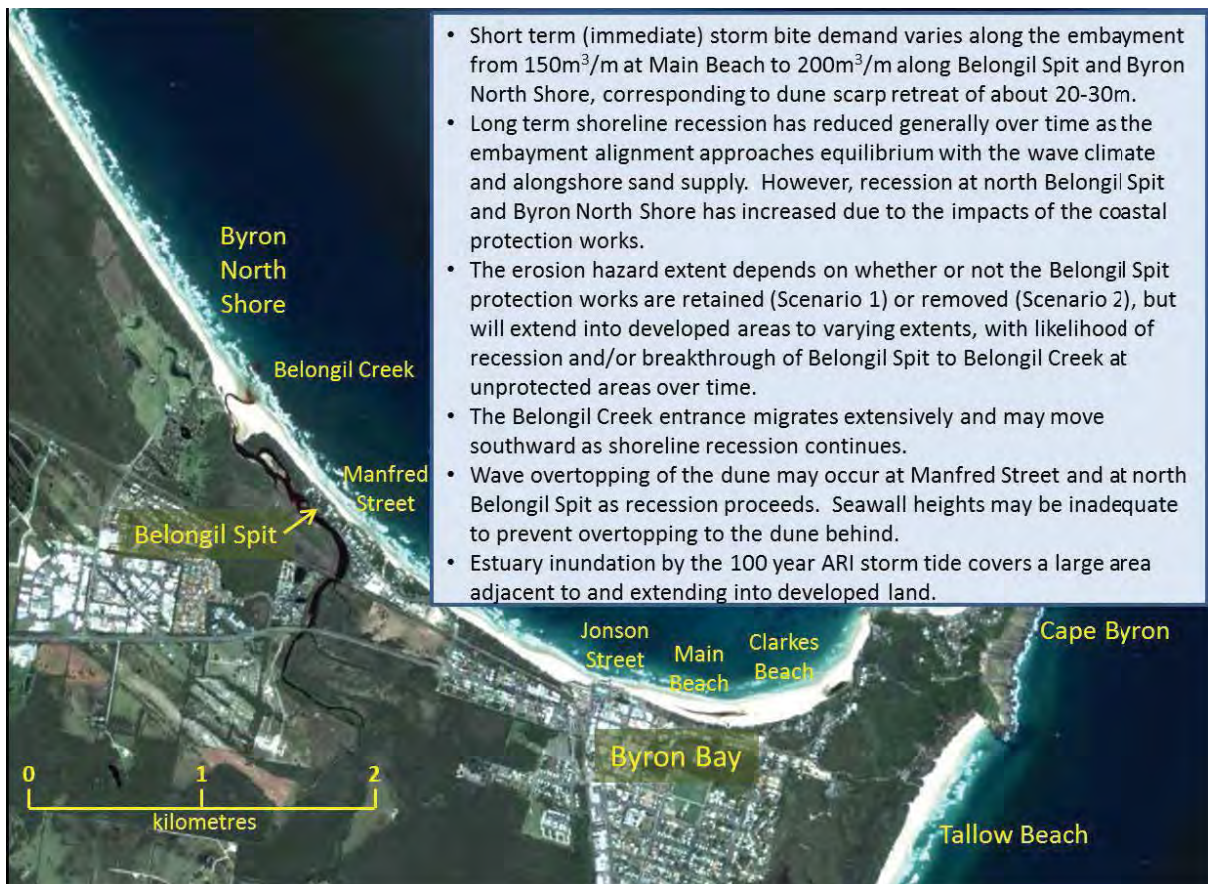 • Short term (immediate) storm bite demand varies along the embayment
from 150m³/m at Main Beach to 200m³/m along Belongil Spit and Byron
North Shore, corresponding to dune scarp retreat of about 20-30m.
• Long term shoreline recession has reduced generally over time as the
embayment alignment approaches equilibrium with the wave climate
and alongshore sand supply. However, recession at north Belongil Spit
and Byron North Shore has increased due to the impacts of the coastal
protection works.
• The erosion hazard extent depends on whether or not the Belongil Spit
protection works are retained (Scenario 1) or removed (Scenario 2), but
will extend into developed areas to varying extents, with likelihood of
recession and/or breakthrough of Belongil Spit to Belongil Creek at
unprotected areas over time.
• The Belongil Creek entrance migrates extensively and may move
southward as shoreline recession continues.
• Wave overtopping of the dune may occur at Manfred Street and at north
Belongil Spit as recession proceeds. Seawall heights may be inadequate
to prevent overtopping to the dune behind.
• Estuary inundation by the 100 year ARI storm tide covers a large area
adjacent to and extending into developed land.
Byron
North
Shore
Belongil Creek
Manfred
Street
Belongil Spit
Jonson
Street
Main
Beach
Clarkes
Beach
Cape Byron
Byron Bay
Tallow Beach
0 1 2
kilometres